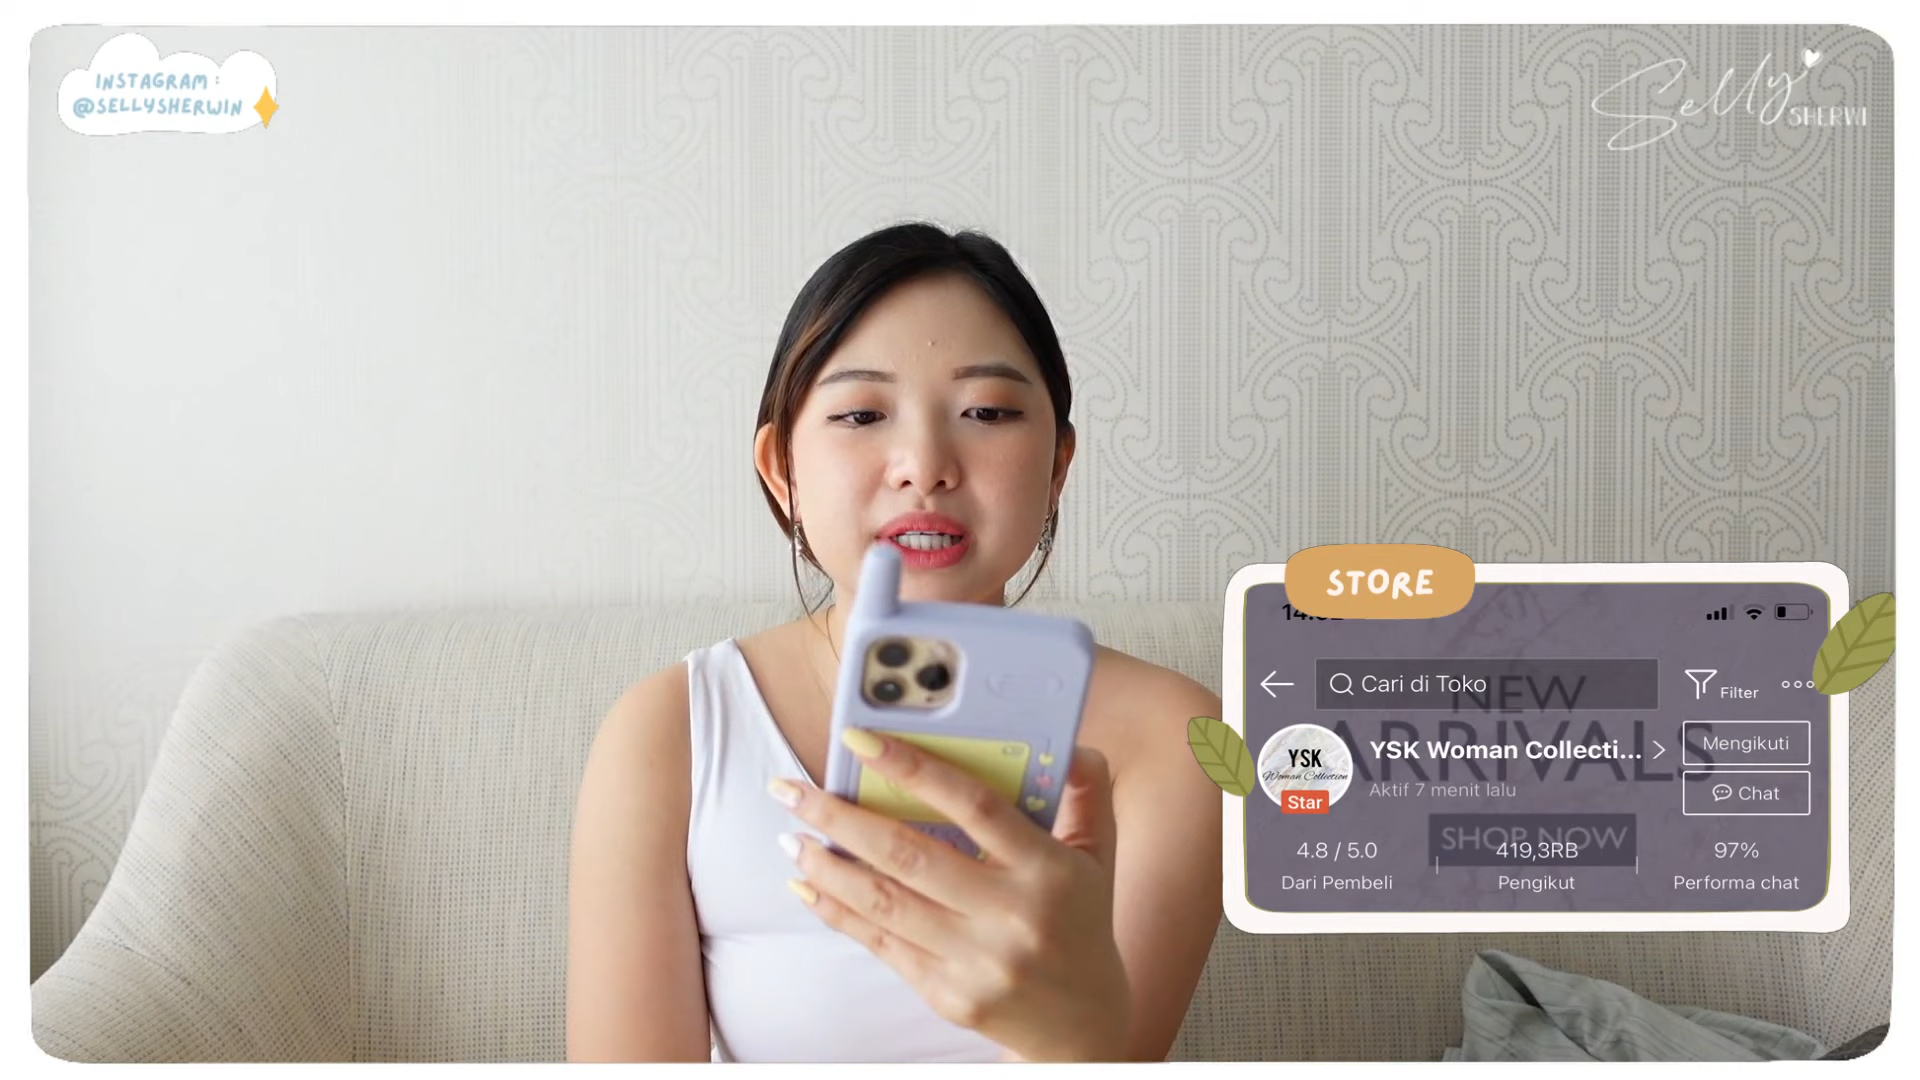 INSTAGRAM :
@SELLYSHERWIN
Selly
SHERWI
STORE
Cari di Toko
Filter
NEW
ARRIVALS
YSK
Woman Collection
Star
YSK Woman Collecti...
Aktif 7 menit lalu
Mengikuti
Chat
SHOP NOW
4.8 / 5.0
419,3RB
97%
Dari Pembeli
Pengikut
Performa chat